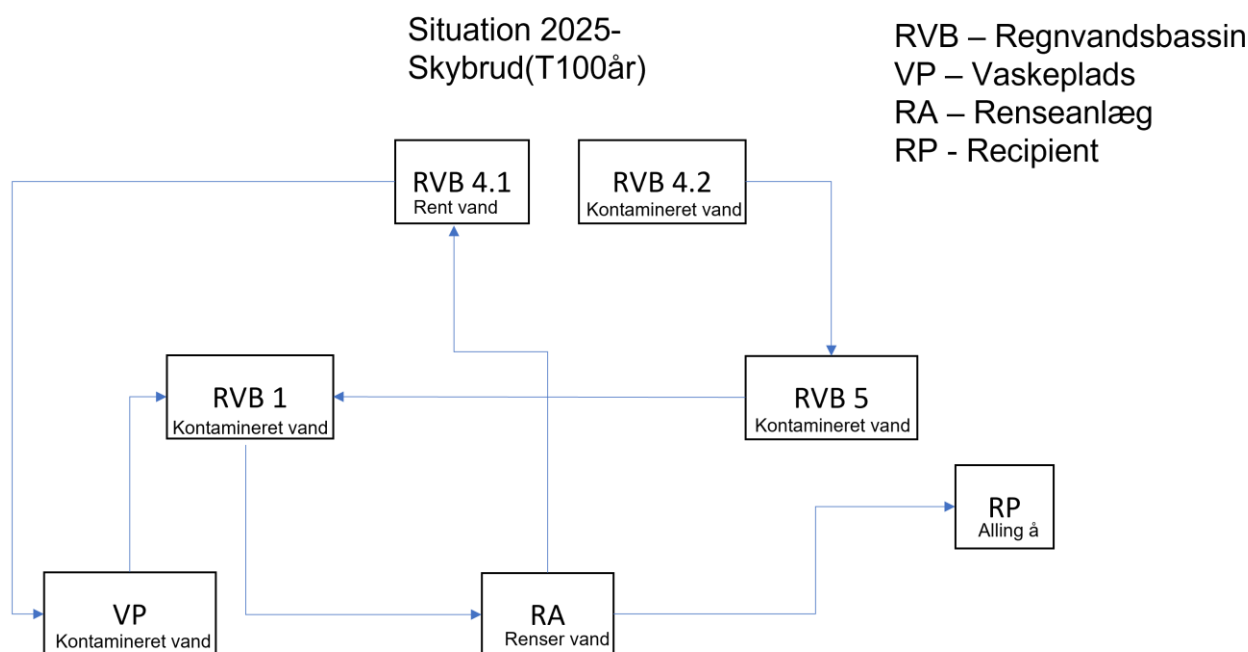 Situation 2025-
Skybrud(T100år)
RVB – Regnvandsbassin
VP – Vaskeplads
RA – Renseanlæg
RP - Recipient
RVB 4.1
Rent vand
RVB 4.2
Kontamineret vand
RVB 1
Kontamineret vand
RVB 5
Kontamineret vand
RP
Alling å
VP
Kontamineret vand
RA
Renser vand